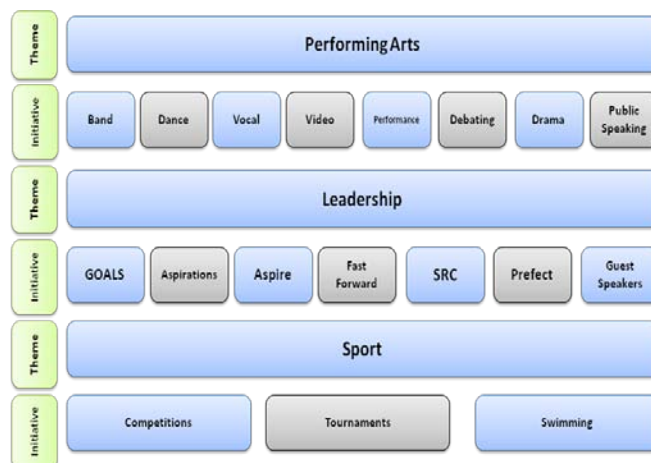 Theme
Performing Arts
Initiative
Band
Dance
Vocal
Video
Performance
Debating
Drama
Public
Speaking
Theme
Leadership
Initiative
GOALS
Aspirations
Aspire
Fast
Forward
SRC
Prefect
Guest
Speakers
Theme
Sport
Initiative
Competitions
Tournaments
Swimming